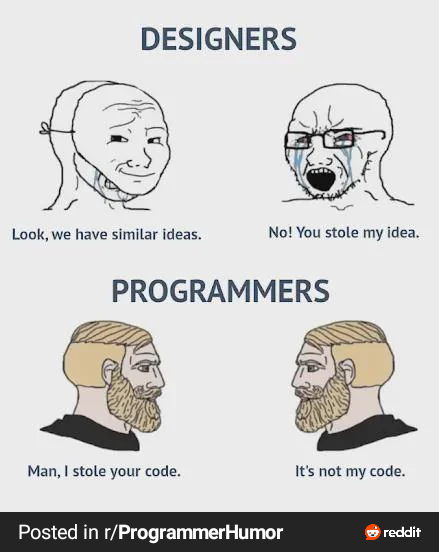 DESIGNERS
Look, we have similar ideas.
No! You stole my idea.
PROGRAMMERS
Man, I stole your code.
It's not my code.
Posted in r/ProgrammerHumor
reddit